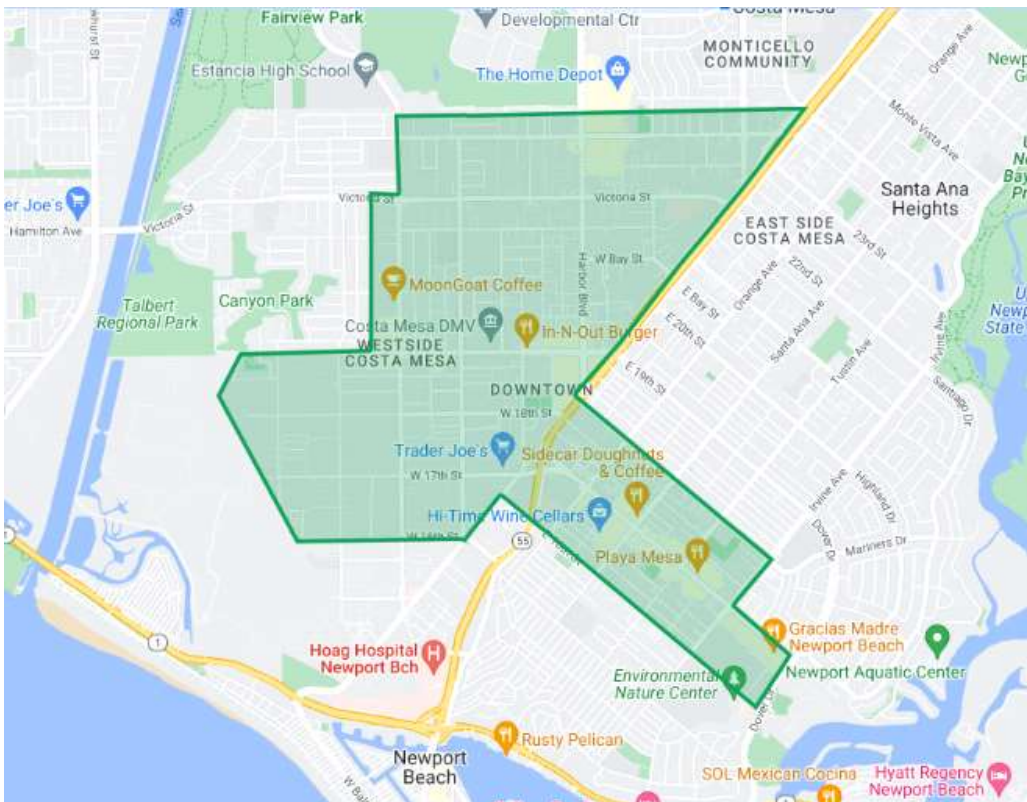 Costa Mesa
Fairview Park
Developmental Ctr
MONTICELLO
COMMUNITY
Orange Ave
Estancia High School
The Home Depot
Monte Vista Ave
er Joe's
Hamilton Ave
Victoria St
Victoria St
Santa Ana
Heights
EAST SIDE
COSTA MESA
23rd St
22nd St
Orange Ave
W Bay St
Harbor Blvd
E Bay St
E 20th St
Santa Ana Ave
Tustin Ave
Irvine Ave
Santiago Dr
Talbert
Regional Park
Canyon Park
MoonGoat Coffee
Costa Mesa DMV
In-N-Out Burger
WESTSIDE
COSTA MESA
E 19th St
DOWNTOWN
W 18th St
Trader Joe's
Sidecar Doughnuts
& Coffee
W 17th St
Hi-Time Wine Cellars
W 16th St
55
Playa Mesa
Irvine Ave
Highland Dr
Dover Dr
Mariners Dr
1
1
Hoag Hospital
Newport Bch
Gracias Madre
Newport Beach
Environmental
Nature Center
Newport Aquatic Center
Dover Dr
Rusty Pelican
Newport
Beach
SOL Mexican Cocina
Hyatt Regency
Newport Beach